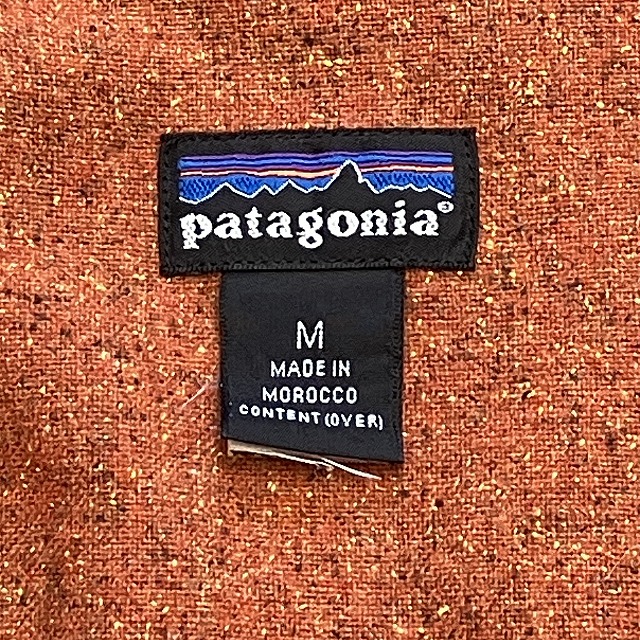 patagonia®
M
MADE IN
MOROCCO
CONTENT (OVER)